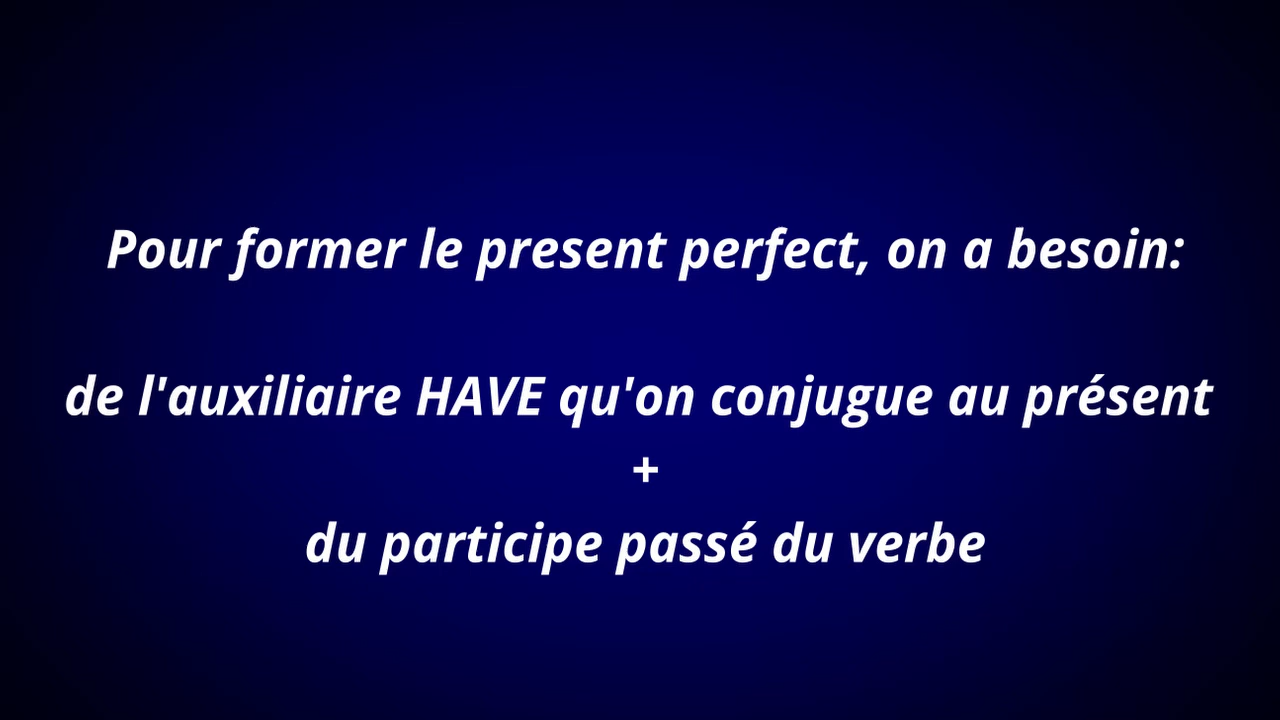 Pour former le present perfect, on a besoin:
de l'auxiliaire HAVE qu'on conjugue au présent
+
du participe passé du verbe